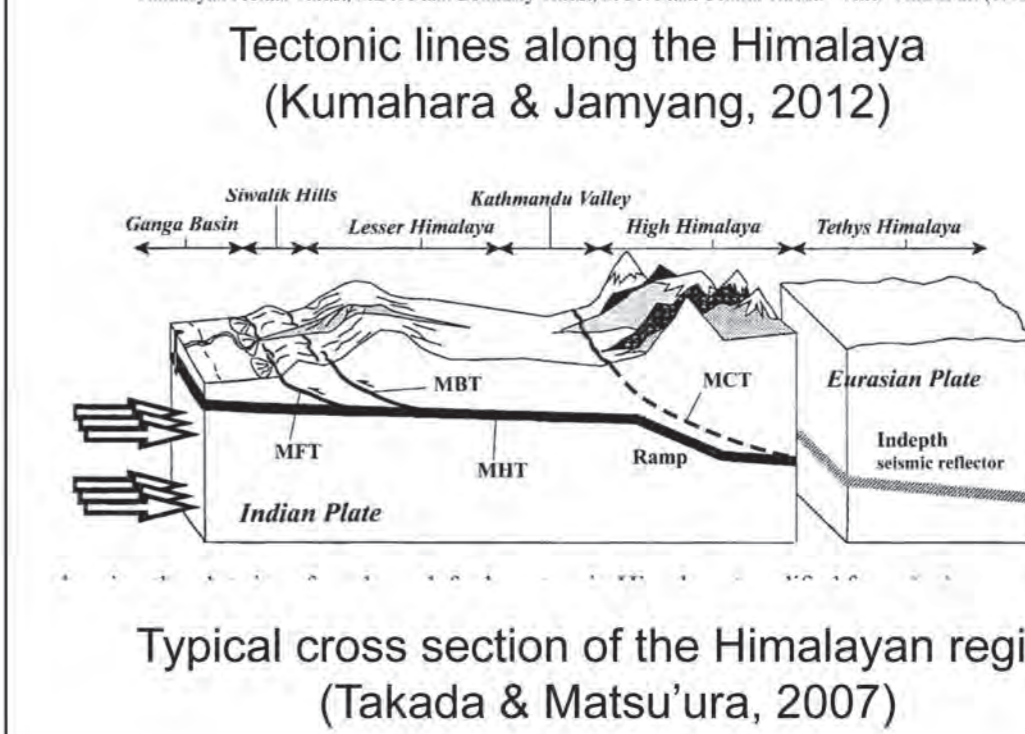 Tectonic lines along the Himalaya
(Kumahara & Jamyang, 2012)
Siwalik Hills
Kathmandu Valley
Ganga Basin
Lesser Himalaya
High Himalaya
Tethys Himalaya
MBT
MCT
Eurasian Plate
MFT
MHT
Ramp
Indepth
seismic reflector
Indian Plate
Typical cross section of the Himalayan regi
(Takada & Matsu'ura, 2007)